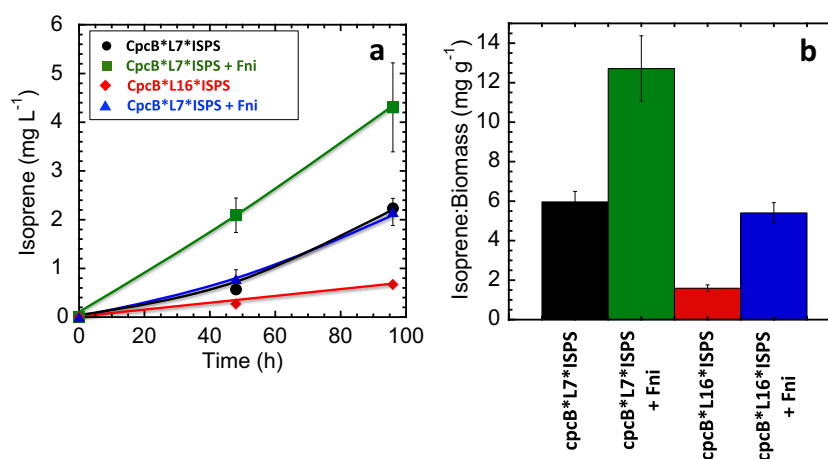 a
CpcB*L7*ISPS
CpcB*L7*ISPS + Fni
CpcB*L16*ISPS
CpcB*L7*ISPS + Fni
Isoprene (mg L⁻¹)
6
5
4
3
2
1
0
0
20
40
60
80
100
Time (h)
b
Isoprene:Biomass (mg g⁻¹)
14
12
10
8
6
4
2
0
cpcB*L7*ISPS
cpcB*L7*ISPS
+ Fni
cpcB*L16*ISPS
cpcB*L16*ISPS
+ Fni